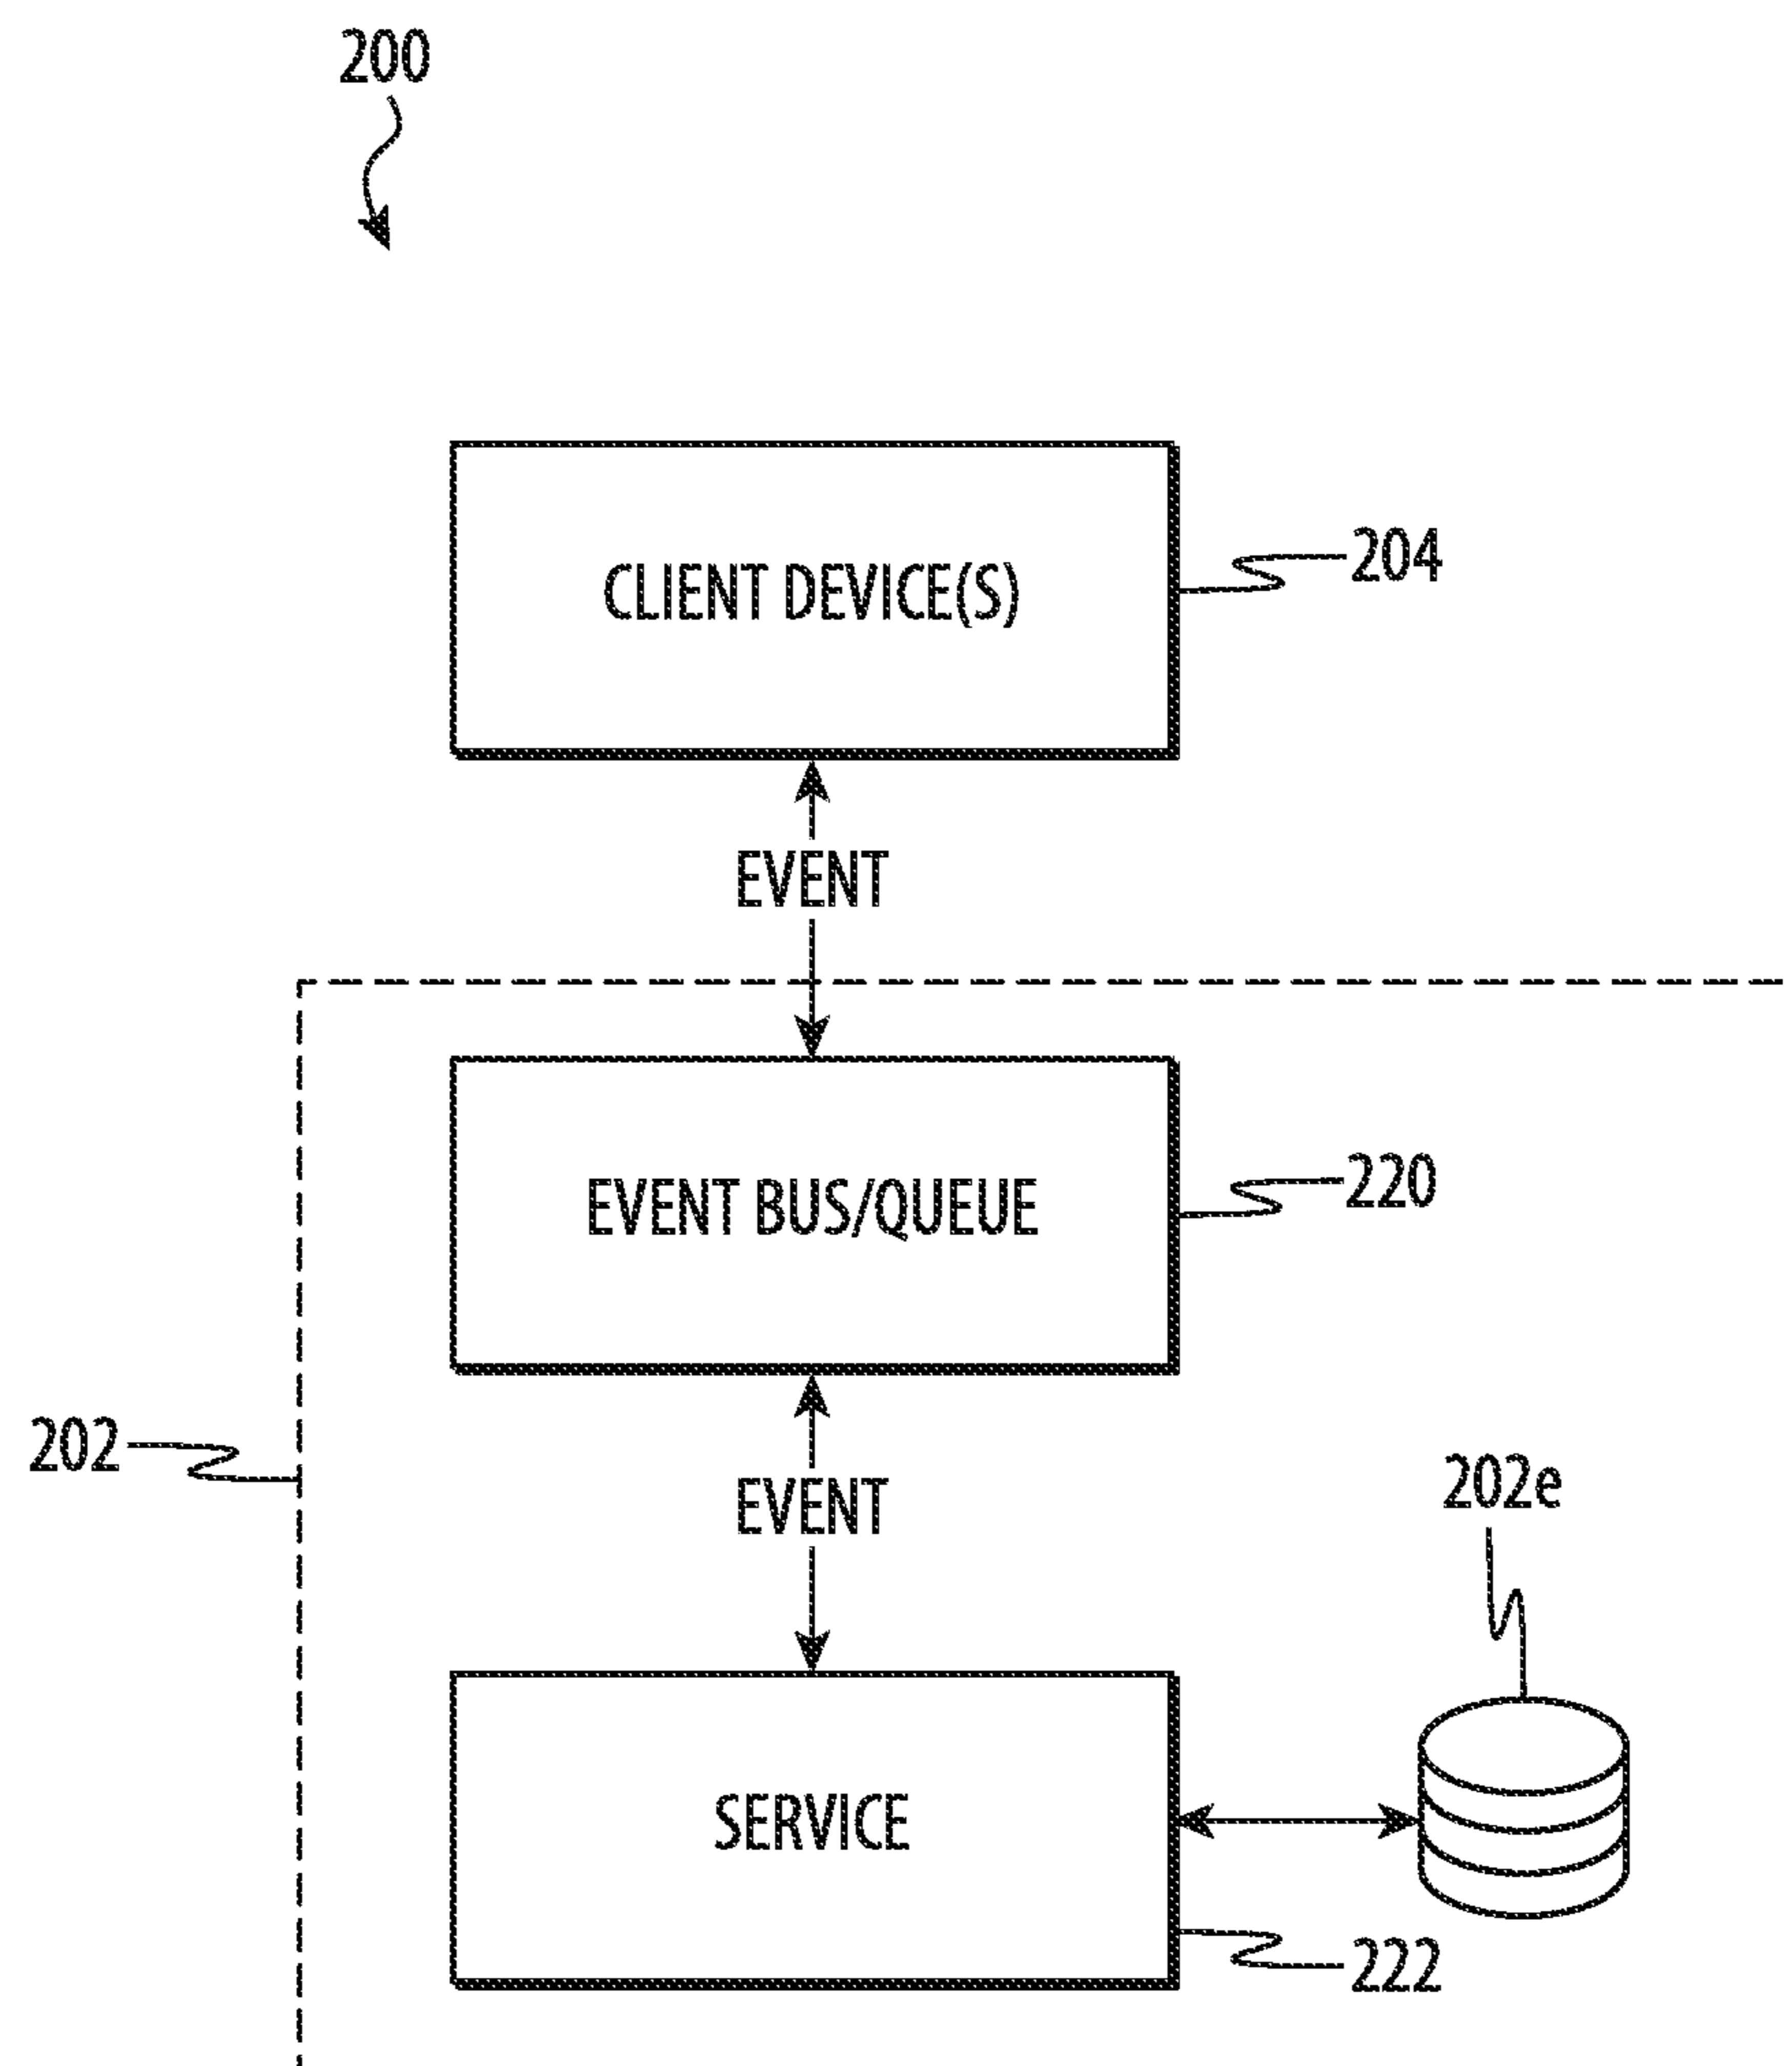 200
CLIENT DEVICE(S)
204
EVENT
EVENT BUS/QUEUE
220
202
EVENT
202e
SERVICE
222